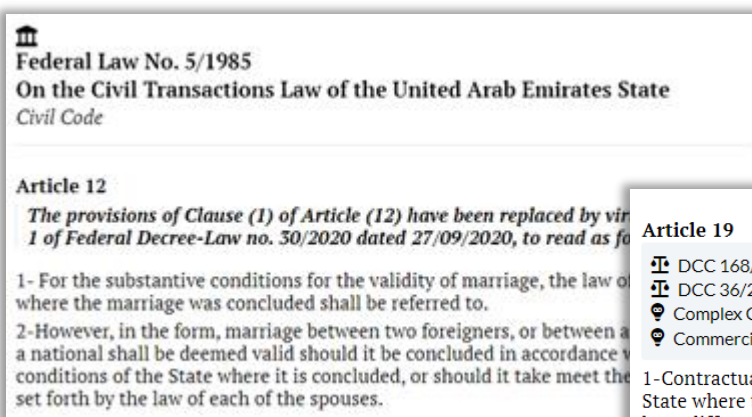 Federal Law No. 5/1985
On the Civil Transactions Law of the United Arab Emirates State
Civil Code
Article 12
The provisions of Clause (1) of Article (12) have been replaced by
1 of Federal Decree-Law no. 30/2020 dated 27/09/2020, to read as
1- For the substantive conditions for the validity of marriage, the law
where the marriage was concluded shall be referred to.
2-However, in the form, marriage between two foreigners, or between a
a national shall be deemed valid should it be concluded in accordance
conditions of the State where it is concluded, or should it take meet the
set forth by the law of each of the spouses.
Article 19
DCC 168/
DCC 36/2
Complex
1-Contractua
State where